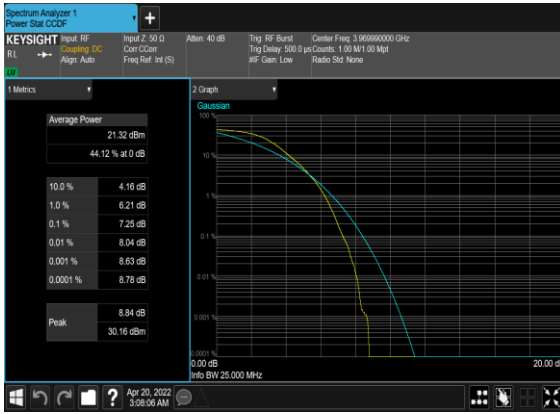 Spectrum Analyzer 1
Power Stat CCDF
+
KEYSIGHT
RL
Input: RF
Coupling: DC
Align: Auto
Input Z: 50 Ω
Corr CCorr
Freq Ref: Int (S)
Atten: 40 dB
Trig: RF Burst
Trig Delay: 500.0 µs
#IF Gain: Low
Center Freq: 3.969990000 GHz
Counts: 1.00 M/1.00 Mpt
Radio Std: None
1 Metrics
Average Power
21.32 dBm
44.12 % at 0 dB
10.0 % 4.16 dB
1.0 % 6.21 dB
0.1 % 7.25 dB
0.01 % 8.04 dB
0.001 % 8.63 dB
0.0001 % 8.78 dB
Peak
8.84 dB
30.16 dBm
2 Graph
Gaussian
100 %
10 %
1 %
0.1 %
0.01 %
0.001 %
0.0001 %
0.00 dB
20.00 d
Info BW 25.000 MHz
?
Apr 20, 2022
3:08:06 AM